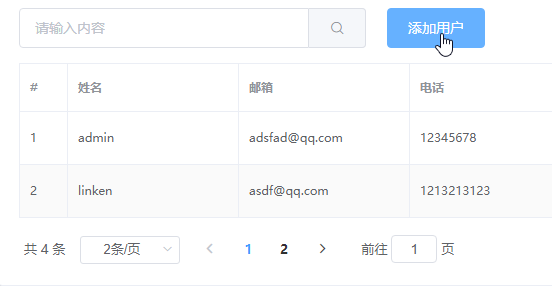 请输入内容 添加用户
# 姓名 邮箱 电话
1 admin adsfad@qq.com 12345678
2 linken asdf@qq.com 1213213123
共 4 条 2条/页 1 2 前往 1 页